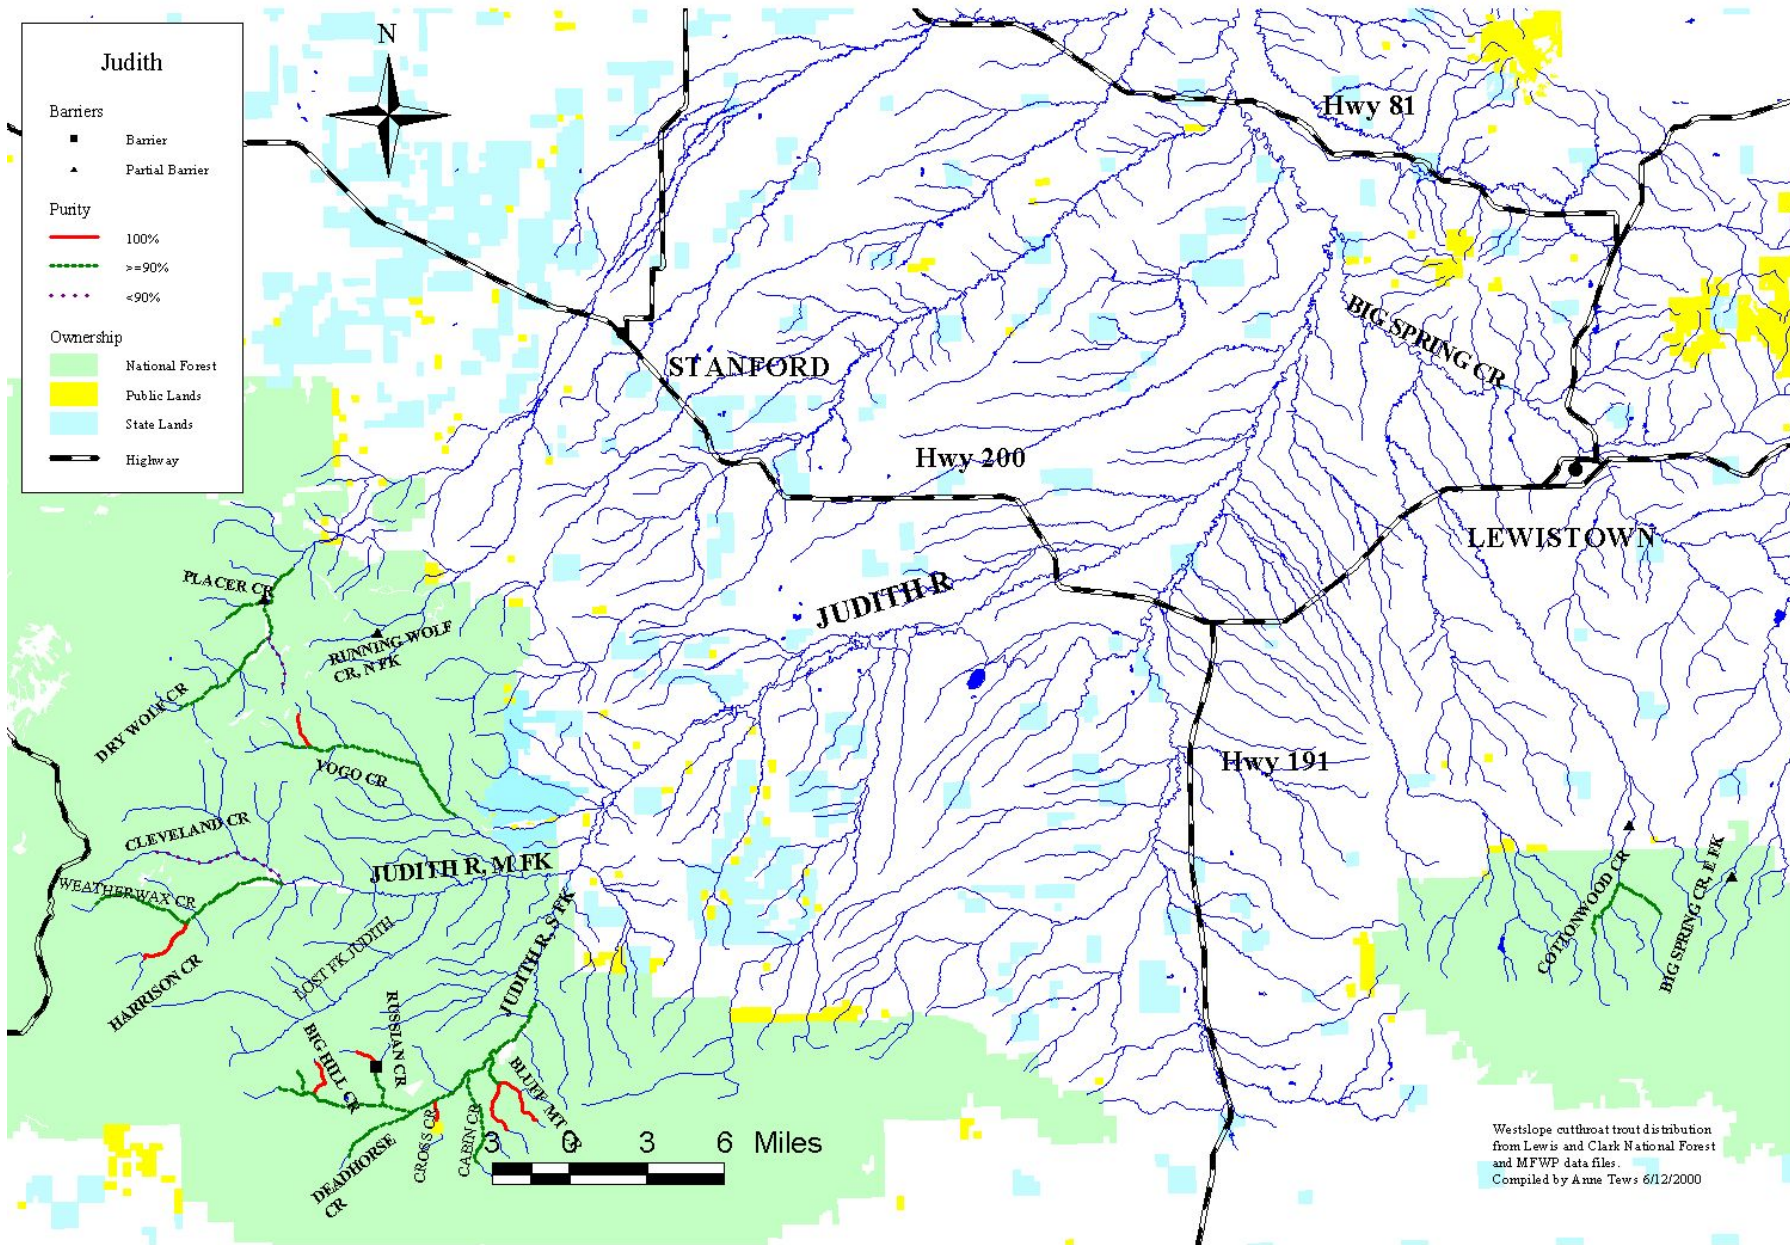 Judith
Barriers
Barrier
Partial Barrier
Purity
100%
>=90%
<90%
Ownership
National Forest
Public Lands
State Lands
Highway
N
Hwy 81
BIG SPRING CR
STANFORD
Hwy 200
LEWISTOWN
JUDITH R
PLACER CR
RUNNING WOLF
CR, N FK
DRY WOLF CR
YOGO CR
Hwy 191
CLEVELAND CR
JUDITH R, M FK
WEATHERWAX CR
HARRISON CR
LOST FK JUDITH
JUDITH R, S FK
COTTONWOOD CR
BIG SPRING CR, E FK
RUSSIAN CR
BIG HILL CR
BLUFF MT CR
CROSS CR
CABIN CR
DEADHORSE
CR
3 0 3 6 Miles
Westslope cutthroat trout distribution
from Lewis and Clark National Forest
and MFWP data files.
Compiled by Anne Tews 6/12/2000